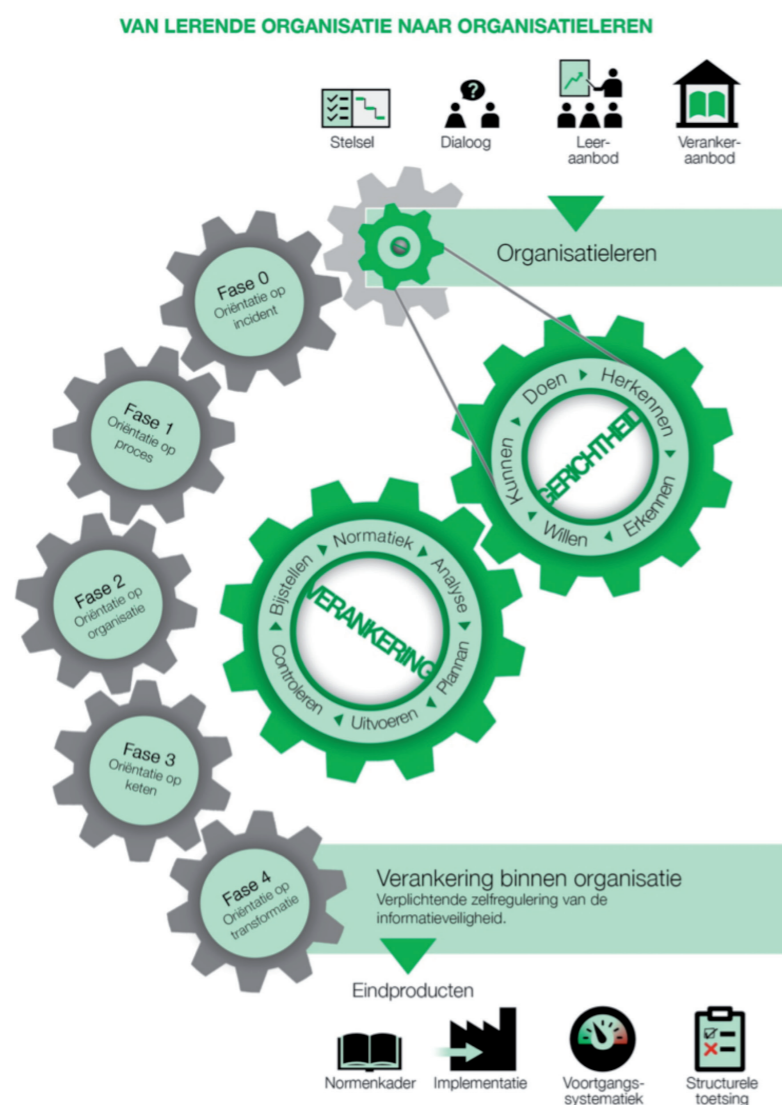 VAN LERENDE ORGANISATIE NAAR ORGANISATIELEREN
Stelsel
Dialoog
Leer-
aanbod
Veranker-
aanbod
Organisatieleren
Fase 0
Oriëntatie op
incident
Fase 1
Oriëntatie op
proces
Fase 2
Oriëntatie op
organisatie
Fase 3
Oriëntatie op
keten
Fase 4
Oriëntatie op
transformatie
GERICHTHEID
Herkennen
Erkennen
Willen
Kunnen
Doen
VERANKERING
Normatiek
Analyse
Plannan
Uitvoeren
Controleren
Bijstellen
Verankering binnen organisatie
Verplichtende zelfregulering van de
informatieveiligheid.
Eindproducten
Normenkader
Implementatie
Voortgangs-
systematiek
Structurele
toetsing